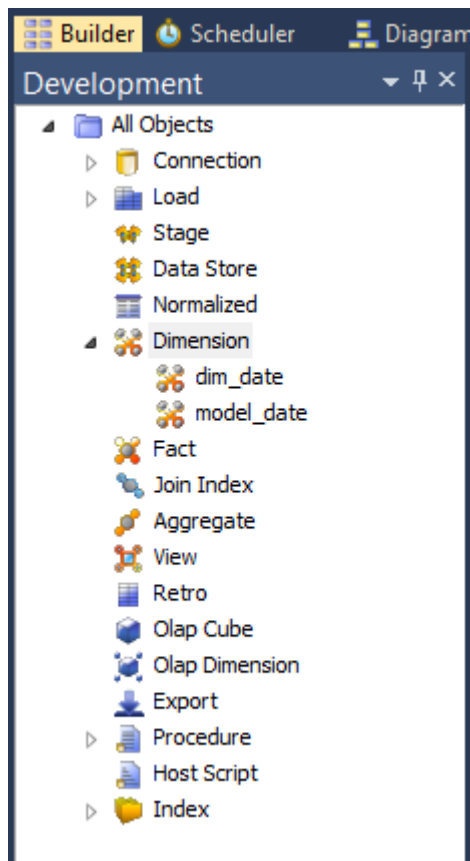 Builder Scheduler Diagram
Development
All Objects
Connection
Load
Stage
Data Store
Normalized
Dimension
dim_date
model_date
Fact
Join Index
Aggregate
View
Retro
Olap Cube
Olap Dimension
Export
Procedure
Host Script
Index